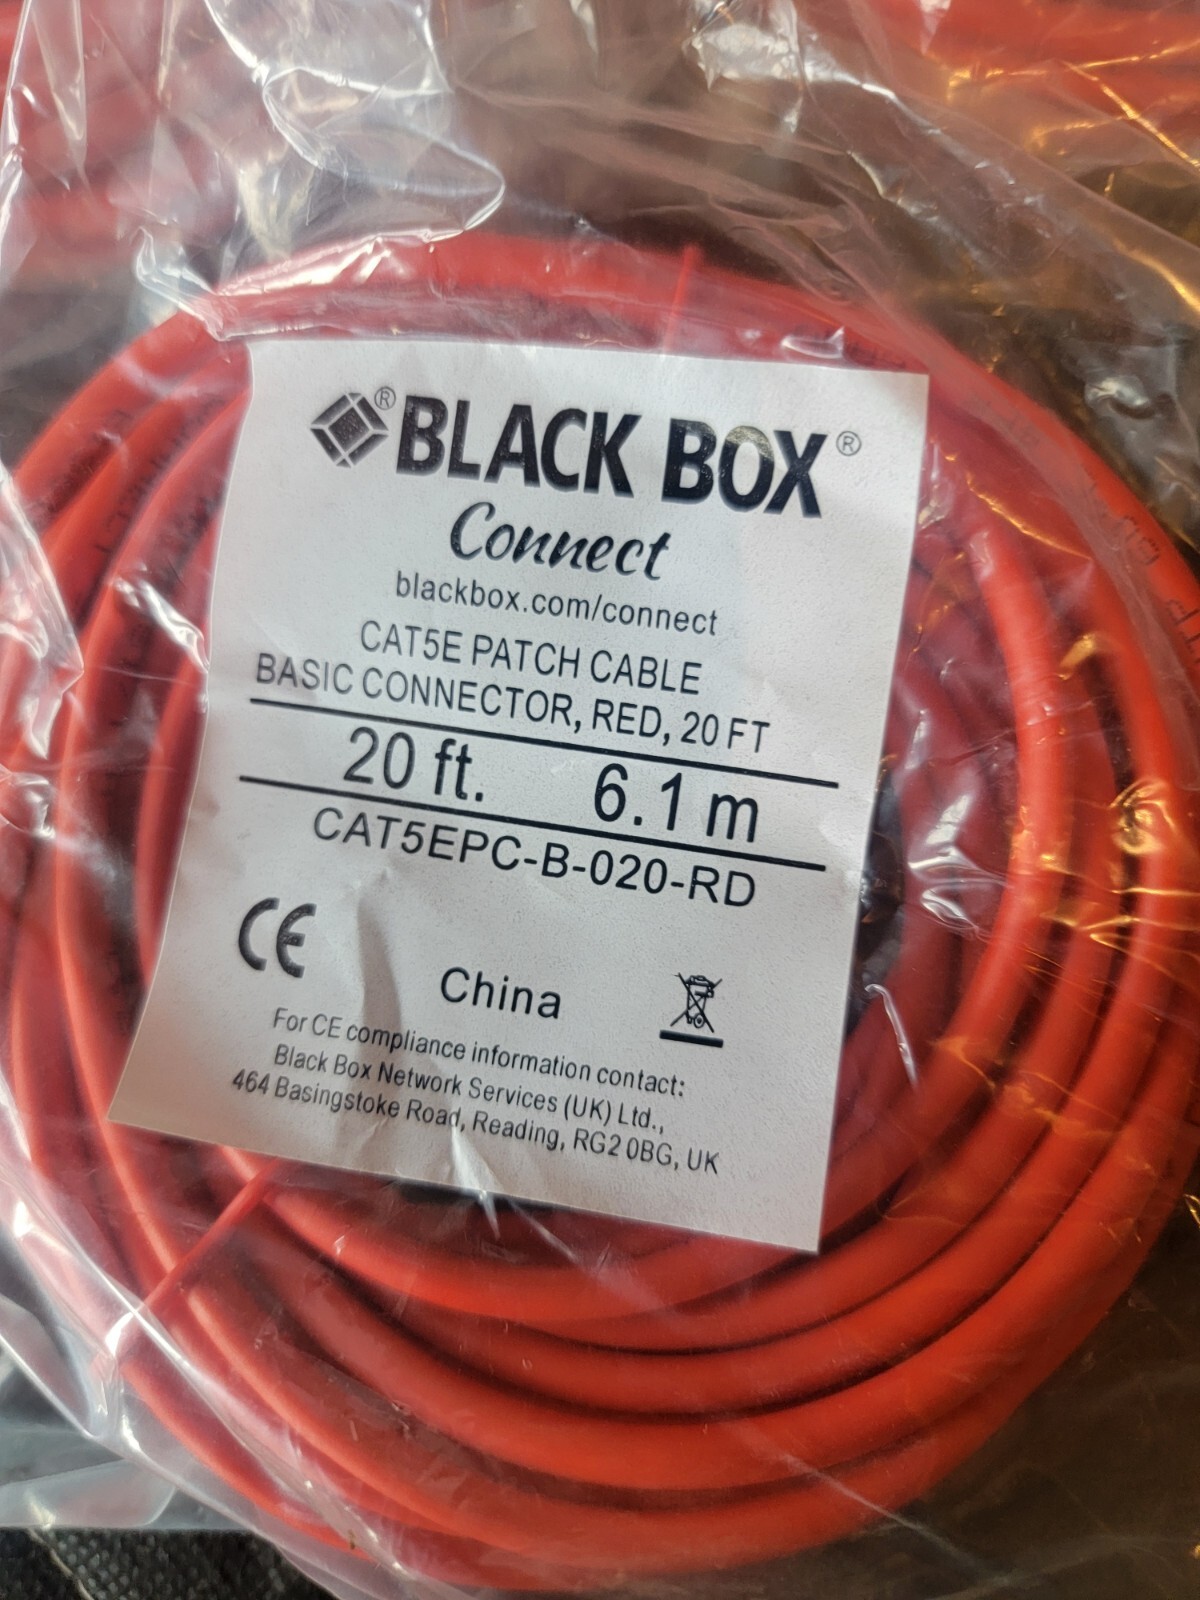 ® BLACK BOX ®
Connect
blackbox.com/connect
CAT5E PATCH CABLE
BASIC CONNECTOR, RED, 20 FT
20 ft. 6.1 m
CAT5EPC-B-020-RD
CE
China
For CE compliance information contact:
Black Box Network Services (UK) Ltd.,
464 Basingstoke Road, Reading, RG2 0BG, UK